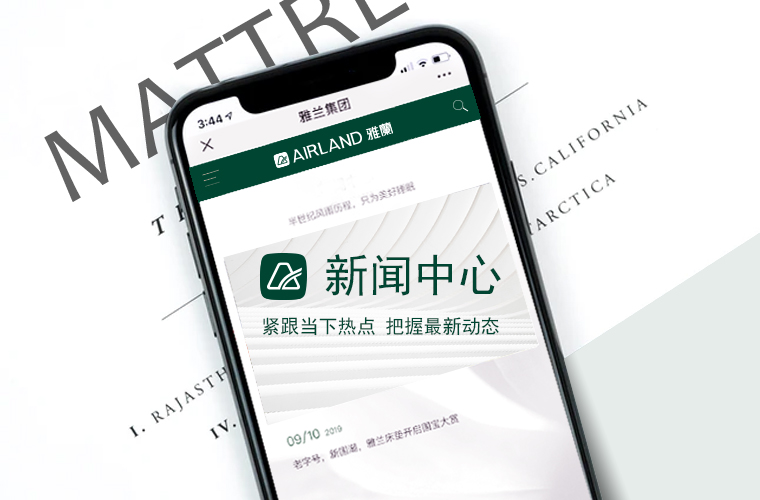 MATTRE
3:44
雅兰集团
AIRLAND 雅蘭
半世纪风雨历程，只为美好睡眠
新闻中心
紧跟当下热点 把握最新动态
09/10 2019
老字号，新国潮，雅兰床垫开启国宝大赏
T
S. CALIFORNIA
TARCTICA
I. RAJASTH
IV.